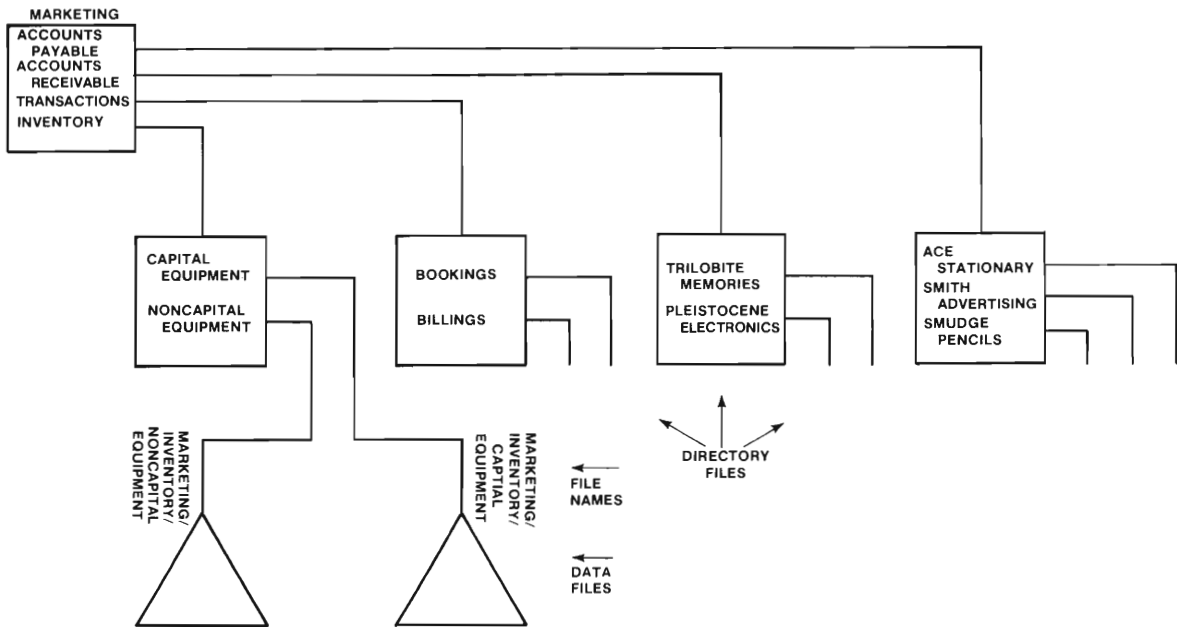 MARKETING
ACCOUNTS
PAYABLE
ACCOUNTS
RECEIVABLE
TRANSACTIONS
INVENTORY
CAPITAL
EQUIPMENT
NONCAPITAL
EQUIPMENT
BOOKINGS
BILLINGS
TRILOBITE
MEMORIES
PLEISTOCENE
ELECTRONICS
ACE
STATIONARY
SMITH
ADVERTISING
SMUDGE
PENCILS
MARKETING/
INVENTORY/
NONCAPITAL
EQUIPMENT
MARKETING/
INVENTORY/
CAPTIAL
EQUIPMENT
FILE
NAMES
DIRECTORY
FILES
DATA
FILES